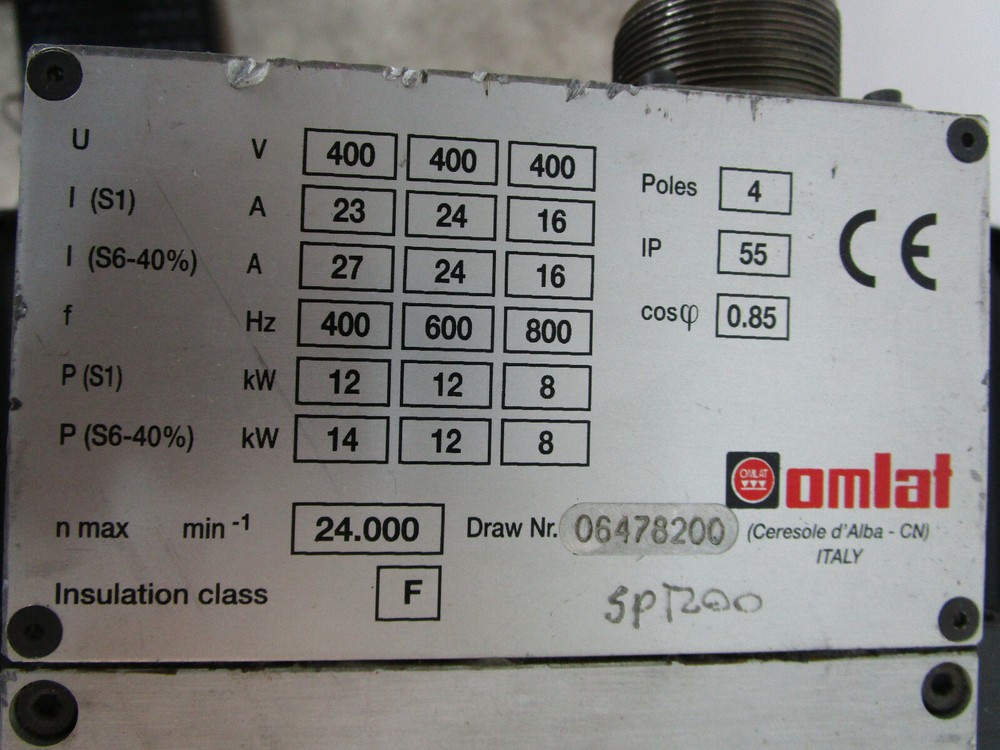 U V 400 400 400
I (S1) A 23 24 16
I (S6-40%) A 27 24 16
f Hz 400 600 800
P (S1) kW 12 12 8
P (S6-40%) kW 14 12 8
Poles 4
IP 55
cosφ 0.85
CE
OMLAT
omlat
(Ceresole d'Alba - CN)
ITALY
n max min -1 24.000 Draw Nr. 06478200
Insulation class F
SPT200